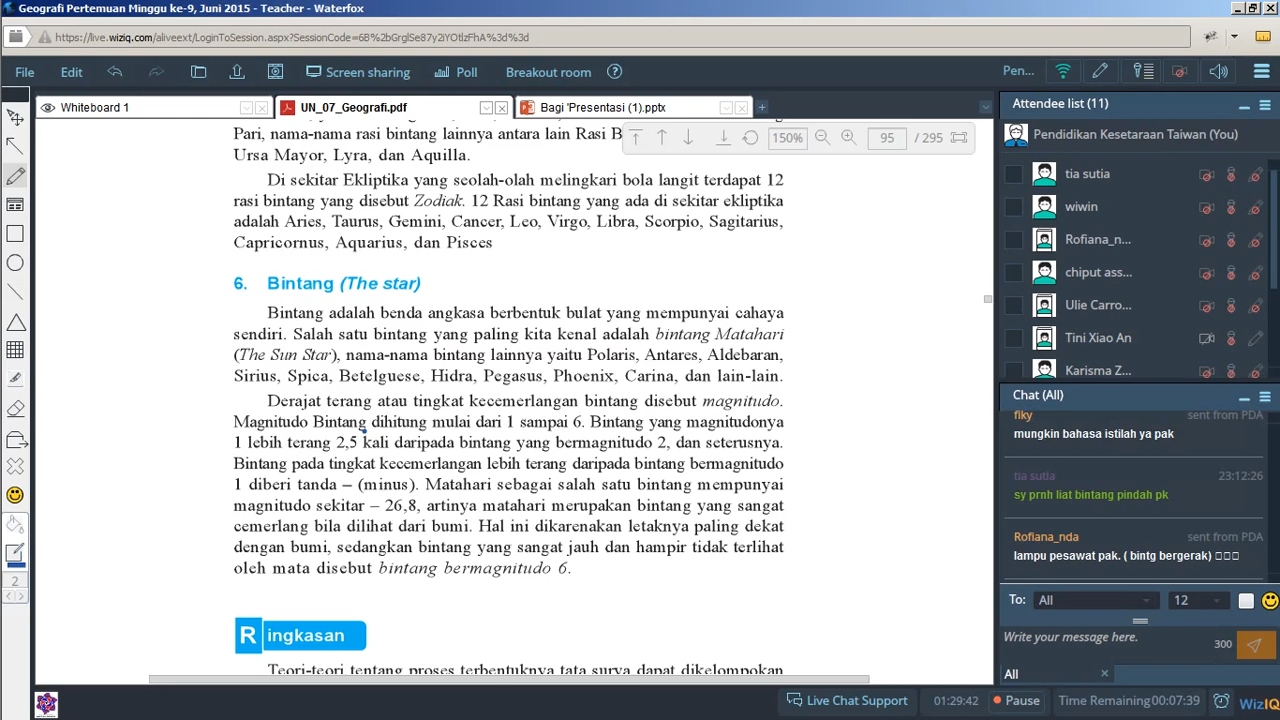 Geografi Pertemuan Minggu ke-9, Juni 2015 - Teacher - Waterfox
https://live.wiziq.com/aliveext/LoginToSession.aspx?SessionCode=6B%2bGrglSe87y2iYOtlzFhA%3d%3d
File Edit Screen sharing Poll Breakout room Pen...
Whiteboard 1 UN_07_Geografi.pdf Bagi 'Presentasi (1).pptx
150% 95 / 295
Pari, nama-nama rasi bintang lainnya antara lain Rasi B
Ursa Mayor, Lyra, dan Aquilla.
Di sekitar Ekliptika yang seolah-olah melingkari bola langit terdapat 12
rasi bintang yang disebut Zodiak. 12 Rasi bintang yang ada di sekitar ekliptika
adalah Aries, Taurus, Gemini, Cancer, Leo, Virgo, Libra, Scorpio, Sagitarius,
Capricornus, Aquarius, dan Pisces
6. Bintang (The star)
Bintang adalah benda angkasa berbentuk bulat yang mempunyai cahaya
sendiri. Salah satu bintang yang paling kita kenal adalah bintang Matahari
(The Sun Star), nama-nama bintang lainnya yaitu Polaris, Antares, Aldebaran,
Sirius, Spica, Betelguese, Hidra, Pegasus, Phoenix, Carina, dan lain-lain.
Derajat terang atau tingkat kecemerlangan bintang disebut magnitudo.
Magnitudo Bintang dihitung mulai dari 1 sampai 6. Bintang yang magnitudonya
1 lebih terang 2,5 kali daripada bintang yang bermagnitudo 2, dan seterusnya.
Bintang pada tingkat kecemerlangan lebih terang daripada bintang bermagnitudo
1 diberi tanda – (minus). Matahari sebagai salah satu bintang mempunyai
magnitudo sekitar – 26,8, artinya matahari merupakan bintang yang sangat
cemerlang bila dilihat dari bumi. Hal ini dikarenakan letaknya paling dekat
dengan bumi, sedangkan bintang yang sangat jauh dan hampir tidak terlihat
oleh mata disebut bintang bermagnitudo 6.
Ringkasan
Teori-teori tentang proses terbentuknya tata surya dapat dikelompokan
2
Attendee list (11)
Pendidikan Kesetaraan Taiwan (You)
tia sutia
wiwin
Rofiana_n...
chiput ass...
Ulie Carro...
Tini Xiao An
Karisma Z...
Chat (2)
fIky sent from PDA
mungkin bahasa istilah ya pak
tia sutia 23:12:26
sy prnh liat bintang pindah pk
Rofiana_nda sent from PDA
lampu pesawat pak. ( bintg bergerak)
To: All 12
Write your message here. 300
All
Live Chat Support 01:29:42 Pause Time Remaining 00:07:39 WizIQ